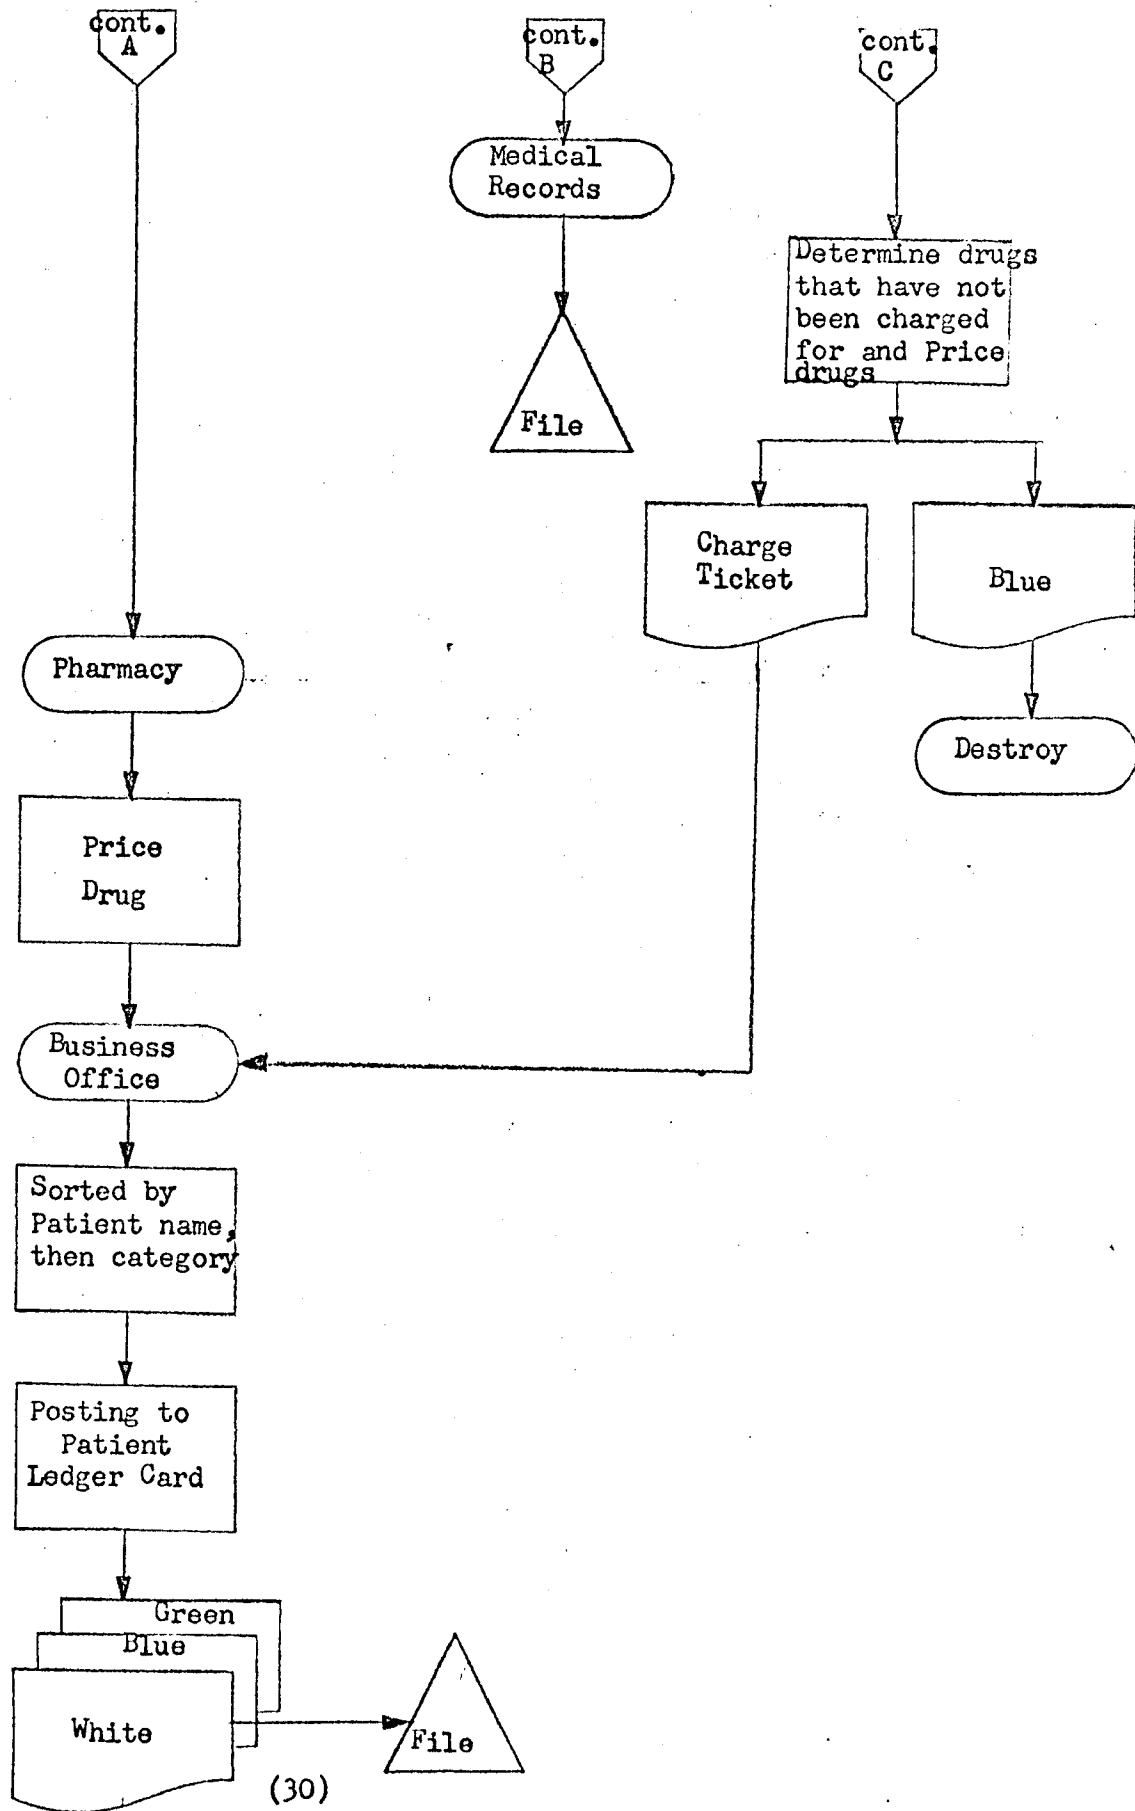 cont.
A
cont.
B
cont.
C
Medical
Records
Determine drugs
that have not
been charged
for and Price
drugs
File
Charge
Ticket
Blue
Pharmacy
Destroy
Price
Drug
Business
Office
Sorted by
Patient name,
then category
Posting to
Patient
Ledger Card
Green
Blue
White
File
(30)